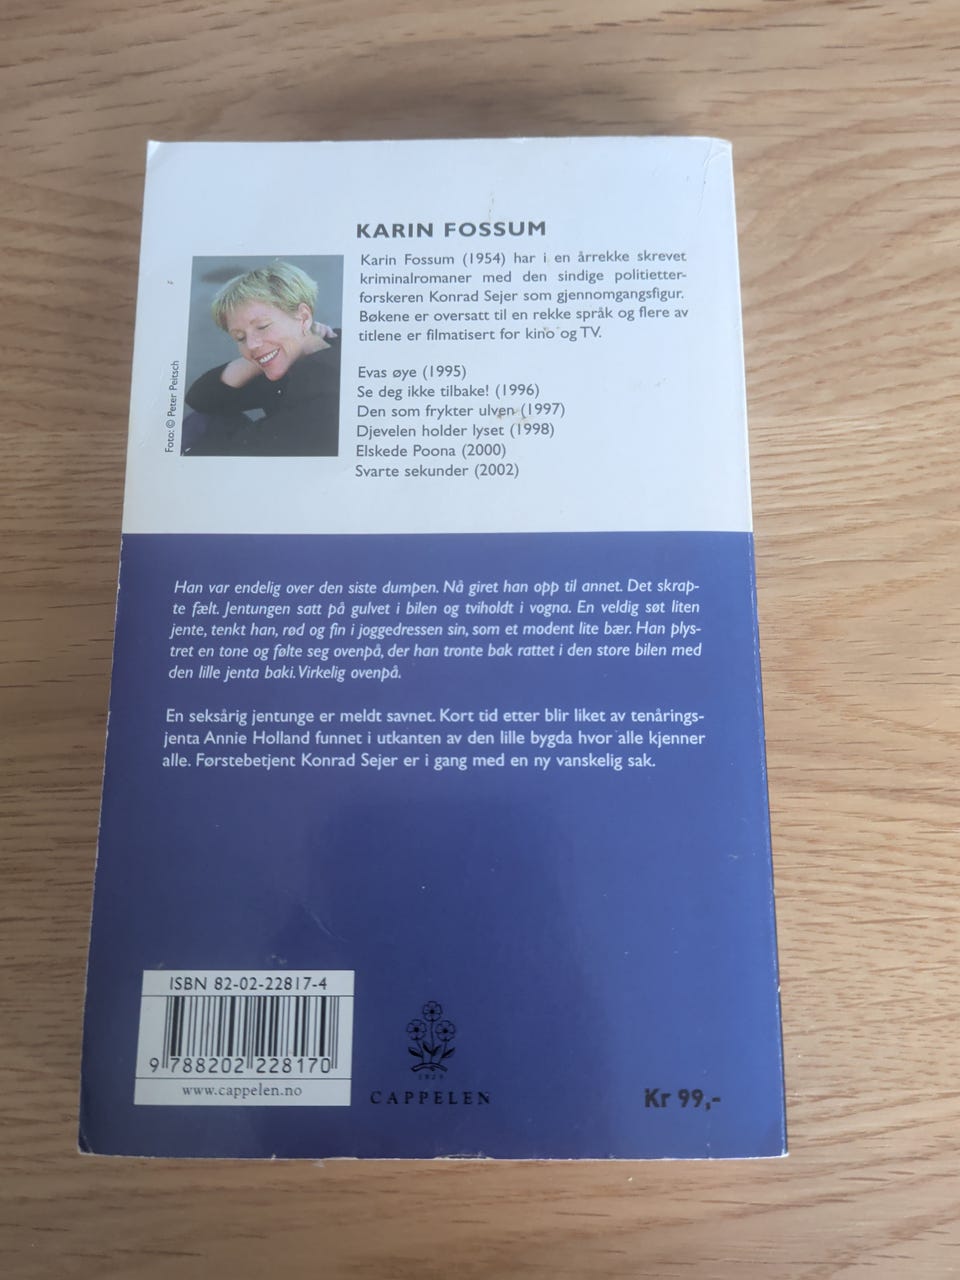 KARIN FOSSUM
Karin Fossum (1954) har i en årrekke skrevet
kriminalromaner med den sindige politietter-
forskeren Konrad Sejer som gjennomgangsfigur.
Bøkene er oversatt til en rekke språk og flere av
titlene er filmatisert for kino og TV.
Evas øye (1995)
Se deg ikke tilbake! (1996)
Den som frykter ulven (1997)
Djevelen holder lyset (1998)
Elskede Poona (2000)
Svarte sekunder (2002)
Foto: © Peter Peitsch
Han var endelig over den siste dumpen. Nå giret han opp til annet. Det skrap-
te fælt. Jentungen satt på gulvet i bilen og tviholdt i vogna. En veldig søt liten
jente, tenkt han, rød og fin i joggedressen sin, som et modent lite bær. Han plys-
tret en tone og følte seg ovenpå, der han tronte bak rattet i den store bilen med
den lille jenta baki. Virkelig ovenpå.
En seksårig jentunge er meldt savnet. Kort tid etter blir liket av tenårings-
jenta Annie Holland funnet i utkanten av den lille bygda hvor alle kjenner
alle. Førstebetjent Konrad Sejer er i gang med en ny vanskelig sak.
ISBN 82-02-22817-4
9 788202 228170
www.cappelen.no
1829
CAPPELEN
Kr 99,-